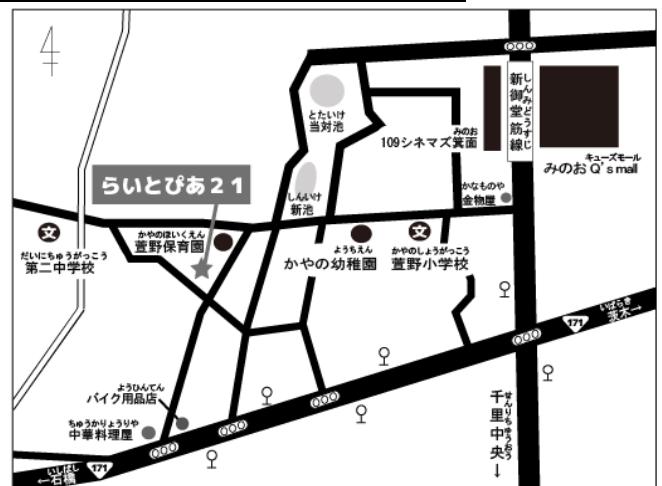 とたいけ
当対池
しんみどうすじ
新御堂筋線
みのお
109シネマズ箕面
キューズモール
みのおQ's mall
らいとぴあ21
しんいけ
新池
かなものや
金物屋
文
だいにちゅうがっこう
第二中学校
かやのほいくえん
萱野保育園
ようちえん
かやの幼稚園
文
かやのしょうがっこう
萱野小学校
いばらき
茨木→
171
ようひんてん
バイク用品店
ちゅうかりょうりや
中華料理屋
せんりちゅうおう
千里中央→
いしばし
←石橋
171